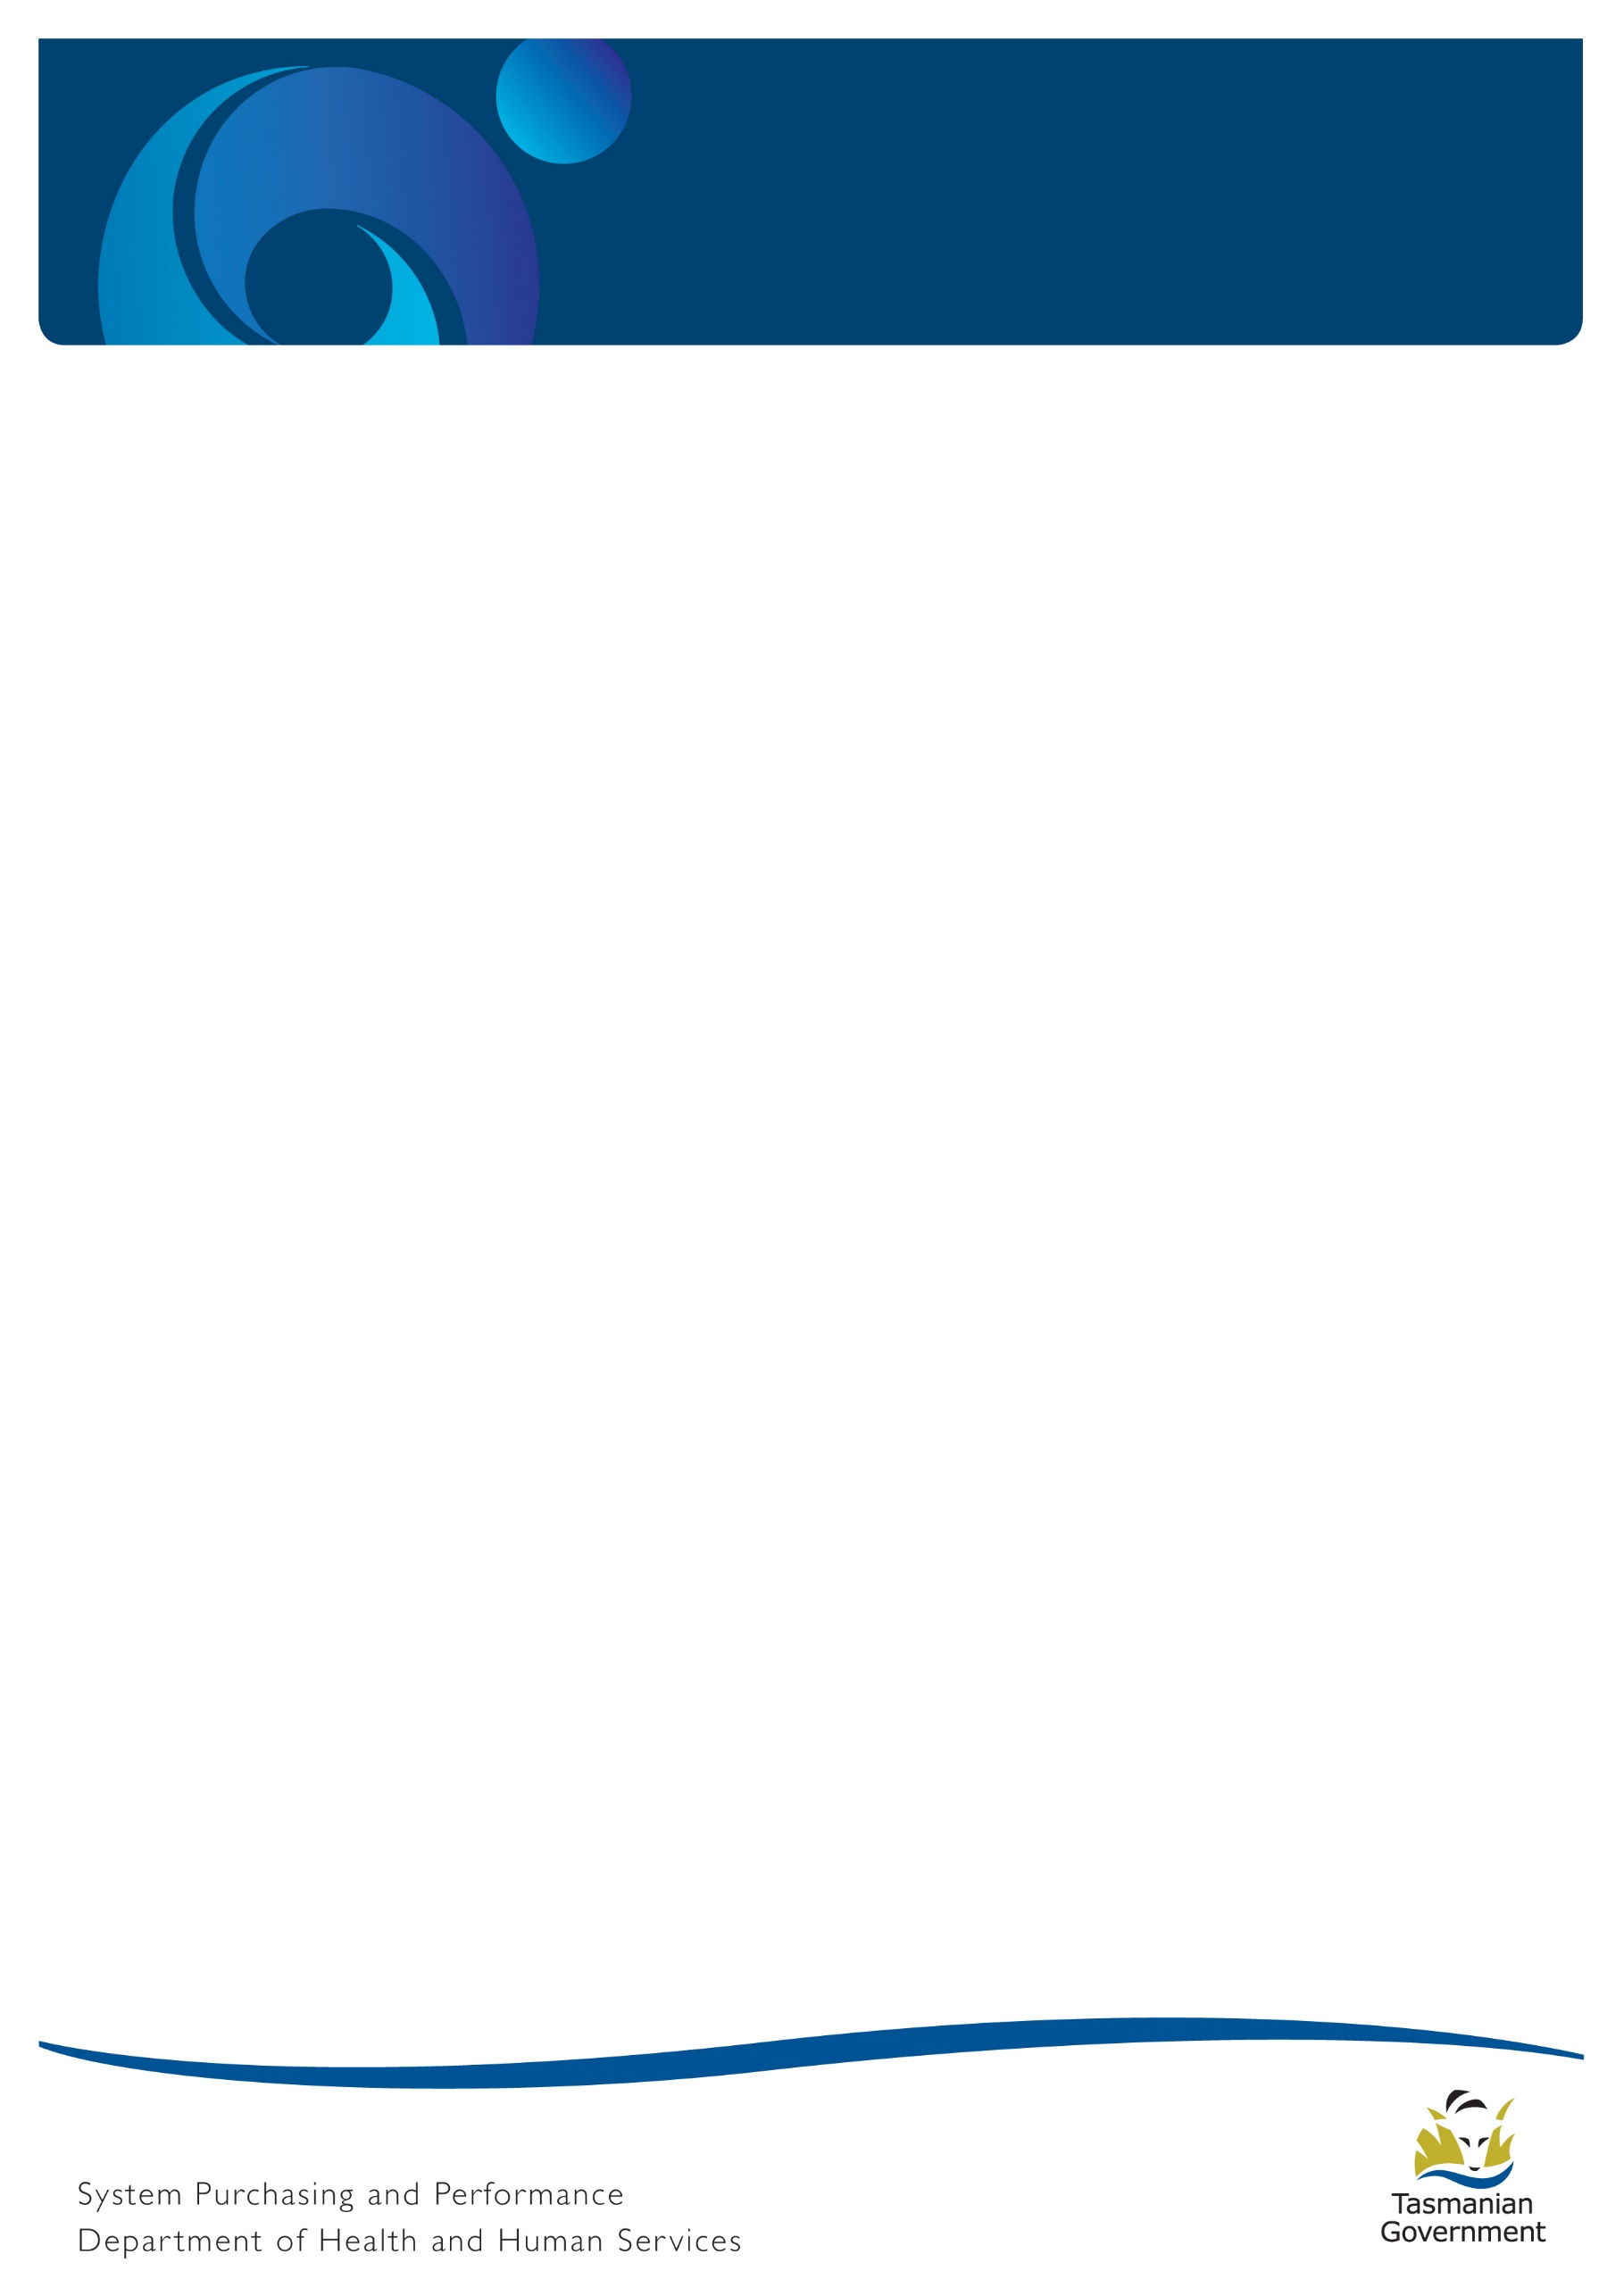 System Purchasing and Performance
Department of Health and Human Services
Tasmanian
Government